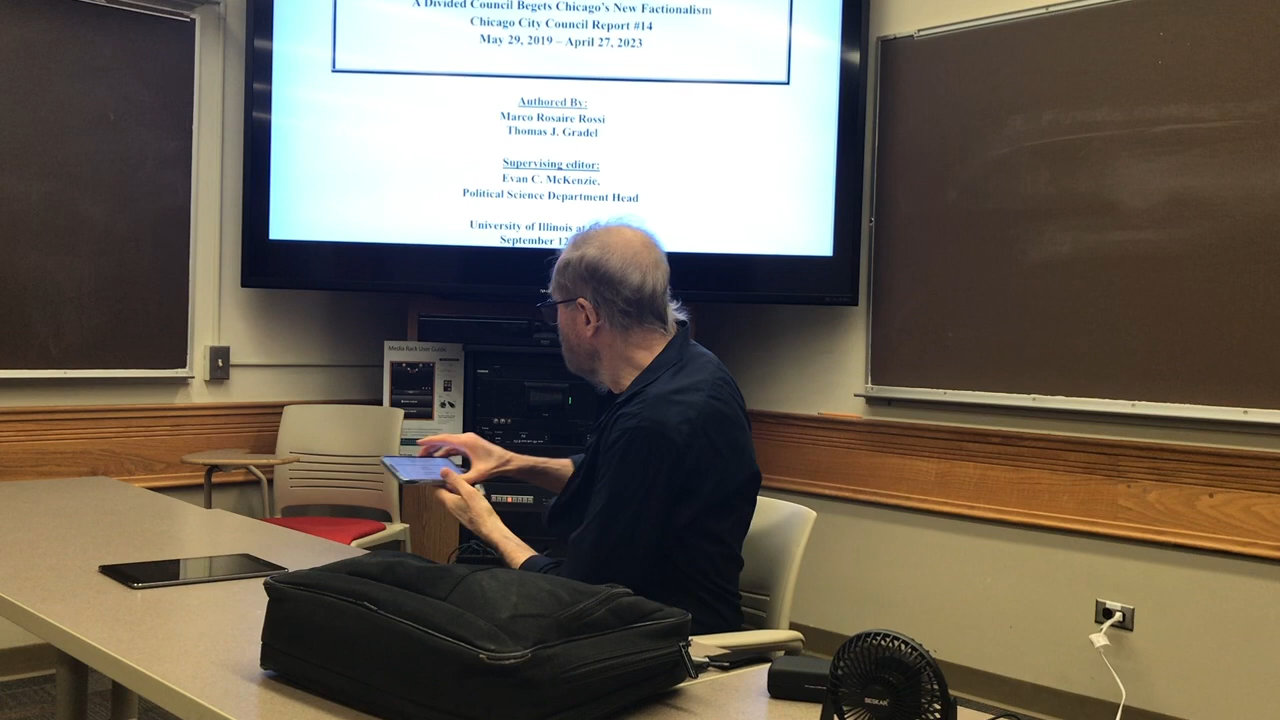 A Divided Council Begets Chicago's New Factionalism
Chicago City Council Report #14
May 29, 2019 – April 27, 2023
Authored By:
Marco Rosaire Rossi
Thomas J. Gradel
Supervising editor:
Evan C. McKenzie,
Political Science Department Head
University of Illinois at
September 12
Media Rack User Guide
BESKAR